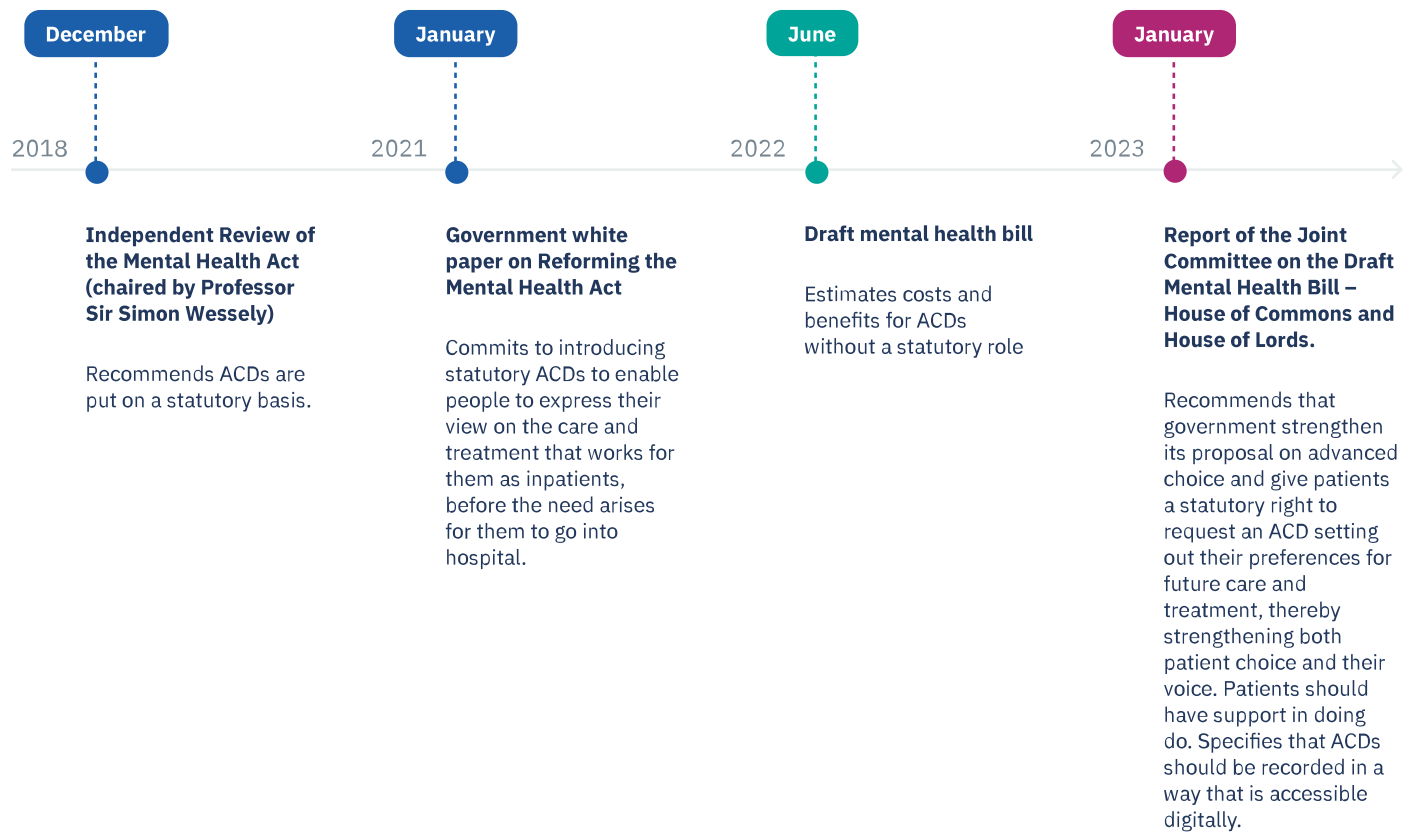 December
January
June
January
2018
2021
2022
2023
Independent Review of
the Mental Health Act
(chaired by Professor
Sir Simon Wessely)
Recommends ACDs are
put on a statutory basis.
Government white
paper on Reforming the
Mental Health Act
Commits to introducing
statutory ACDs to enable
people to express their
view on the care and
treatment that works for
them as inpatients,
before the need arises
for them to go into
hospital.
Draft mental health bill
Estimates costs and
benefits for ACDs
without a statutory role
Report of the Joint
Committee on the Draft
Mental Health Bill –
House of Commons and
House of Lords.
Recommends that
government strengthen
its proposal on advanced
choice and give patients
a statutory right to
request an ACD setting
out their preferences for
future care and
treatment, thereby
strengthening both
patient choice and their
voice. Patients should
have support in doing
do. Specifies that ACDs
should be recorded in a
way that is accessible
digitally.